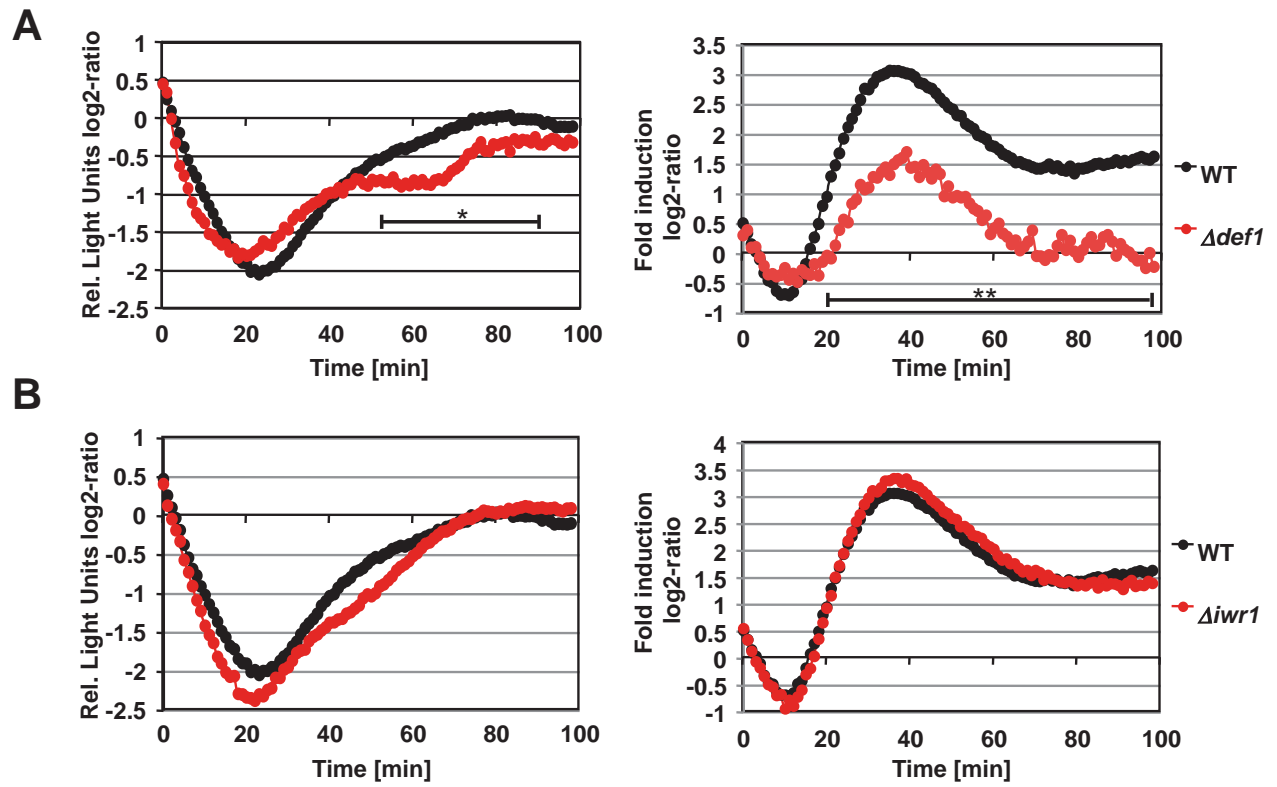 A
Rel. Light Units log2-ratio
1
0.5
0
-0.5
-1
-1.5
-2
-2.5
*
0 20 40 60 80 100
Time [min]
Fold induction
log2-ratio
3.5
3
2.5
2
1.5
1
0.5
0
-0.5
-1
**
0 20 40 60 80 100
Time [min]
WT
Δdef1
B
Rel. Light Units log2-ratio
1
0.5
0
-0.5
-1
-1.5
-2
-2.5
0 20 40 60 80 100
Time [min]
Fold induction
log2-ratio
4
3.5
3
2.5
2
1.5
1
0.5
0
-0.5
-1
0 20 40 60 80 100
Time [min]
WT
Δiwr1